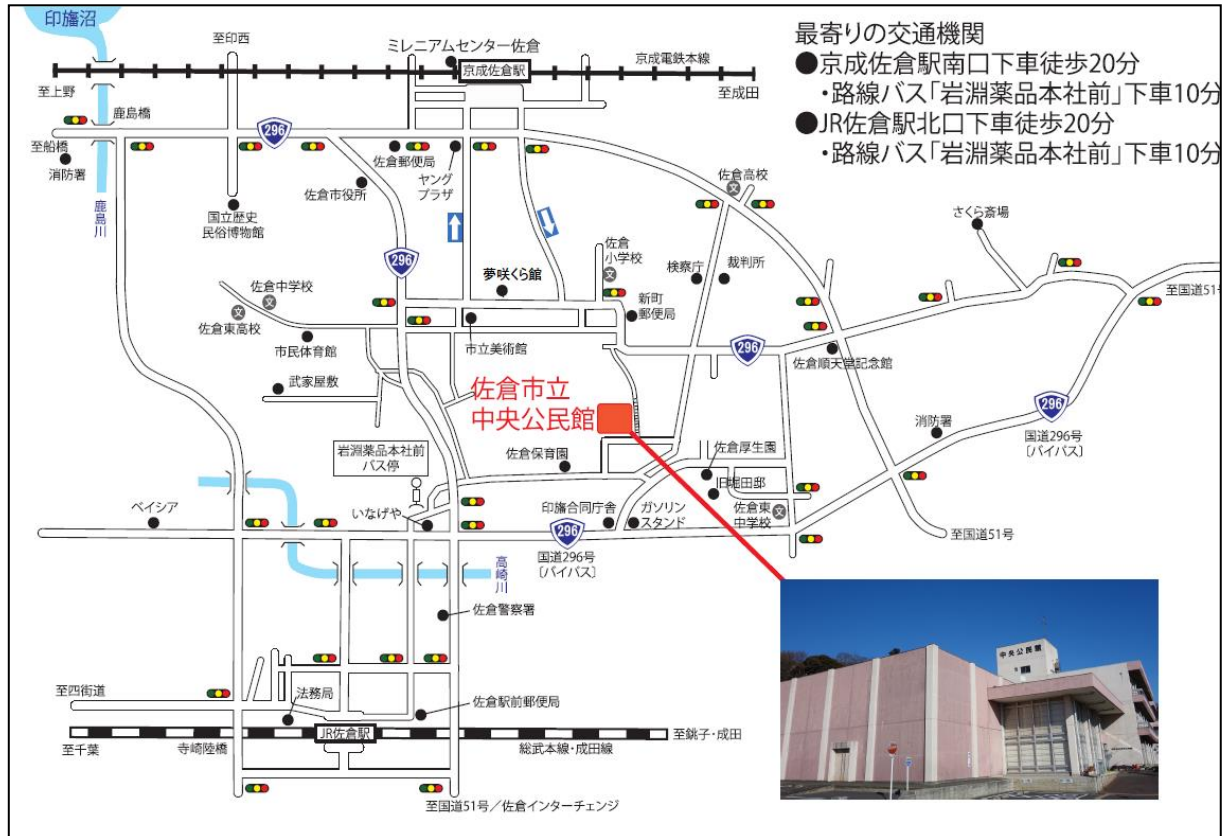 印旛沼
至印西
ミレニアムセンター佐倉
京成佐倉駅
京成電鉄本線
至上野
至成田
最寄りの交通機関
●京成佐倉駅南口下車徒歩20分
・路線バス「岩淵薬品本社前」下車10分
●JR佐倉駅北口下車徒歩20分
・路線バス「岩淵薬品本社前」下車10分
鹿島橋
296
至船橋
消防署
佐倉市役所
佐倉郵便局
ヤング
プラザ
佐倉高校
文
鹿島川
国立歴史
民俗博物館
さくら斎場
296
佐倉
小学校
文
検察庁
裁判所
夢咲くら館
佐倉中学校
文
佐倉東高校
文
新町
郵便局
至国道51号
市民体育館
市立美術館
296
佐倉順天堂記念館
武家屋敷
佐倉市立
中央公民館
消防署
296
国道296号
〔バイパス〕
岩淵薬品本社前
バス停
佐倉保育園
佐倉厚生園
旧堀田邸
ベイシア
いなげや
印旛合同庁舎
ガソリン
スタンド
佐倉東
中学校
文
296
国道296号
〔バイパス〕
至国道51号
高崎川
佐倉警察署
中央公民館
至四街道
法務局
佐倉駅前郵便局
JR佐倉駅
至千葉
寺崎陸橋
総武本線・成田線
至銚子・成田
至国道51号／佐倉インターチェンジ